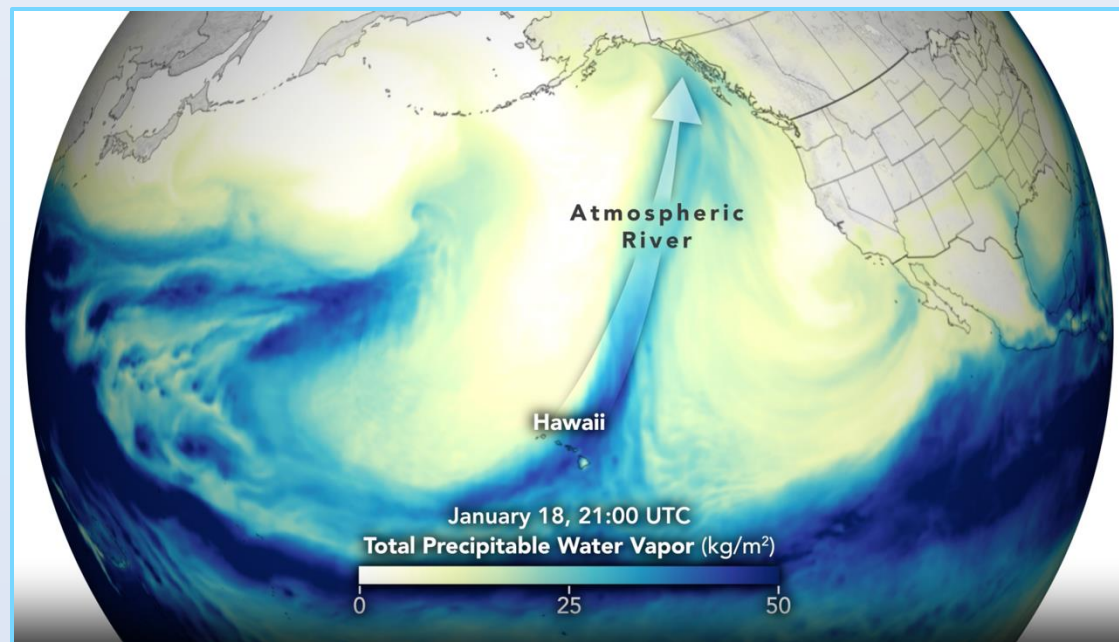 Atmospheric
River
Hawaii
January 18, 21:00 UTC
Total Precipitable Water Vapor (kg/m²)
0 25 50